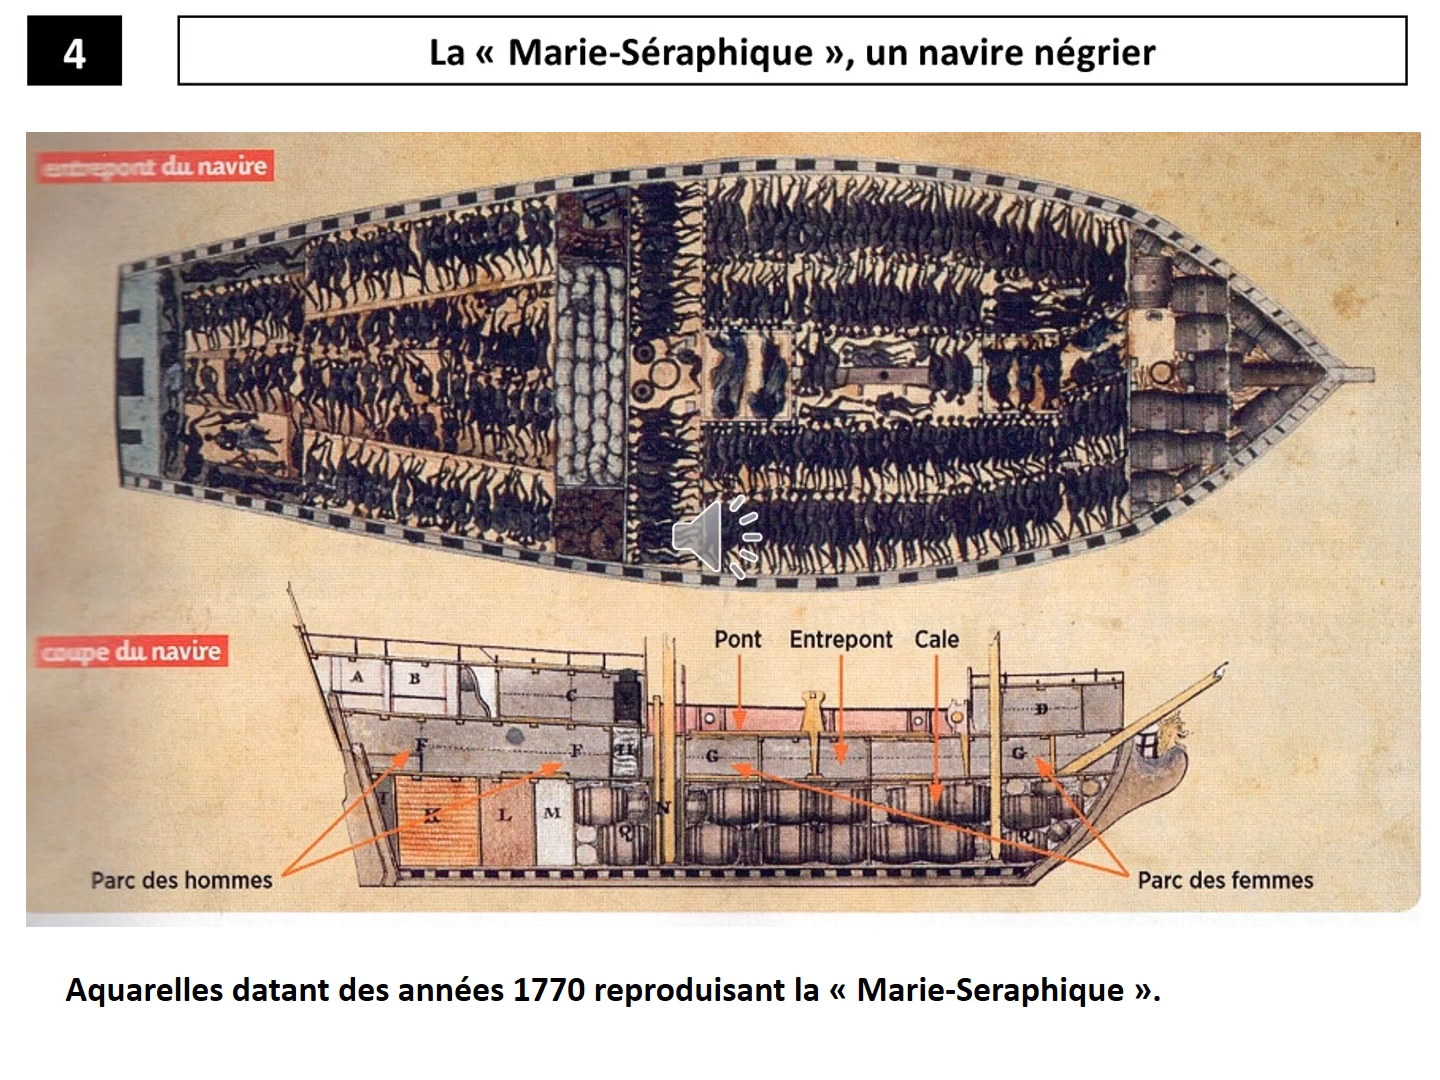 4
La « Marie-Séraphique », un navire négrier
entrepont du navire
coupe du navire
Pont Entrepont Cale
A B C D
F F H G G
I K L M N Q Q R
Parc des hommes
Parc des femmes
Aquarelles datant des années 1770 reproduisant la « Marie-Seraphique ».